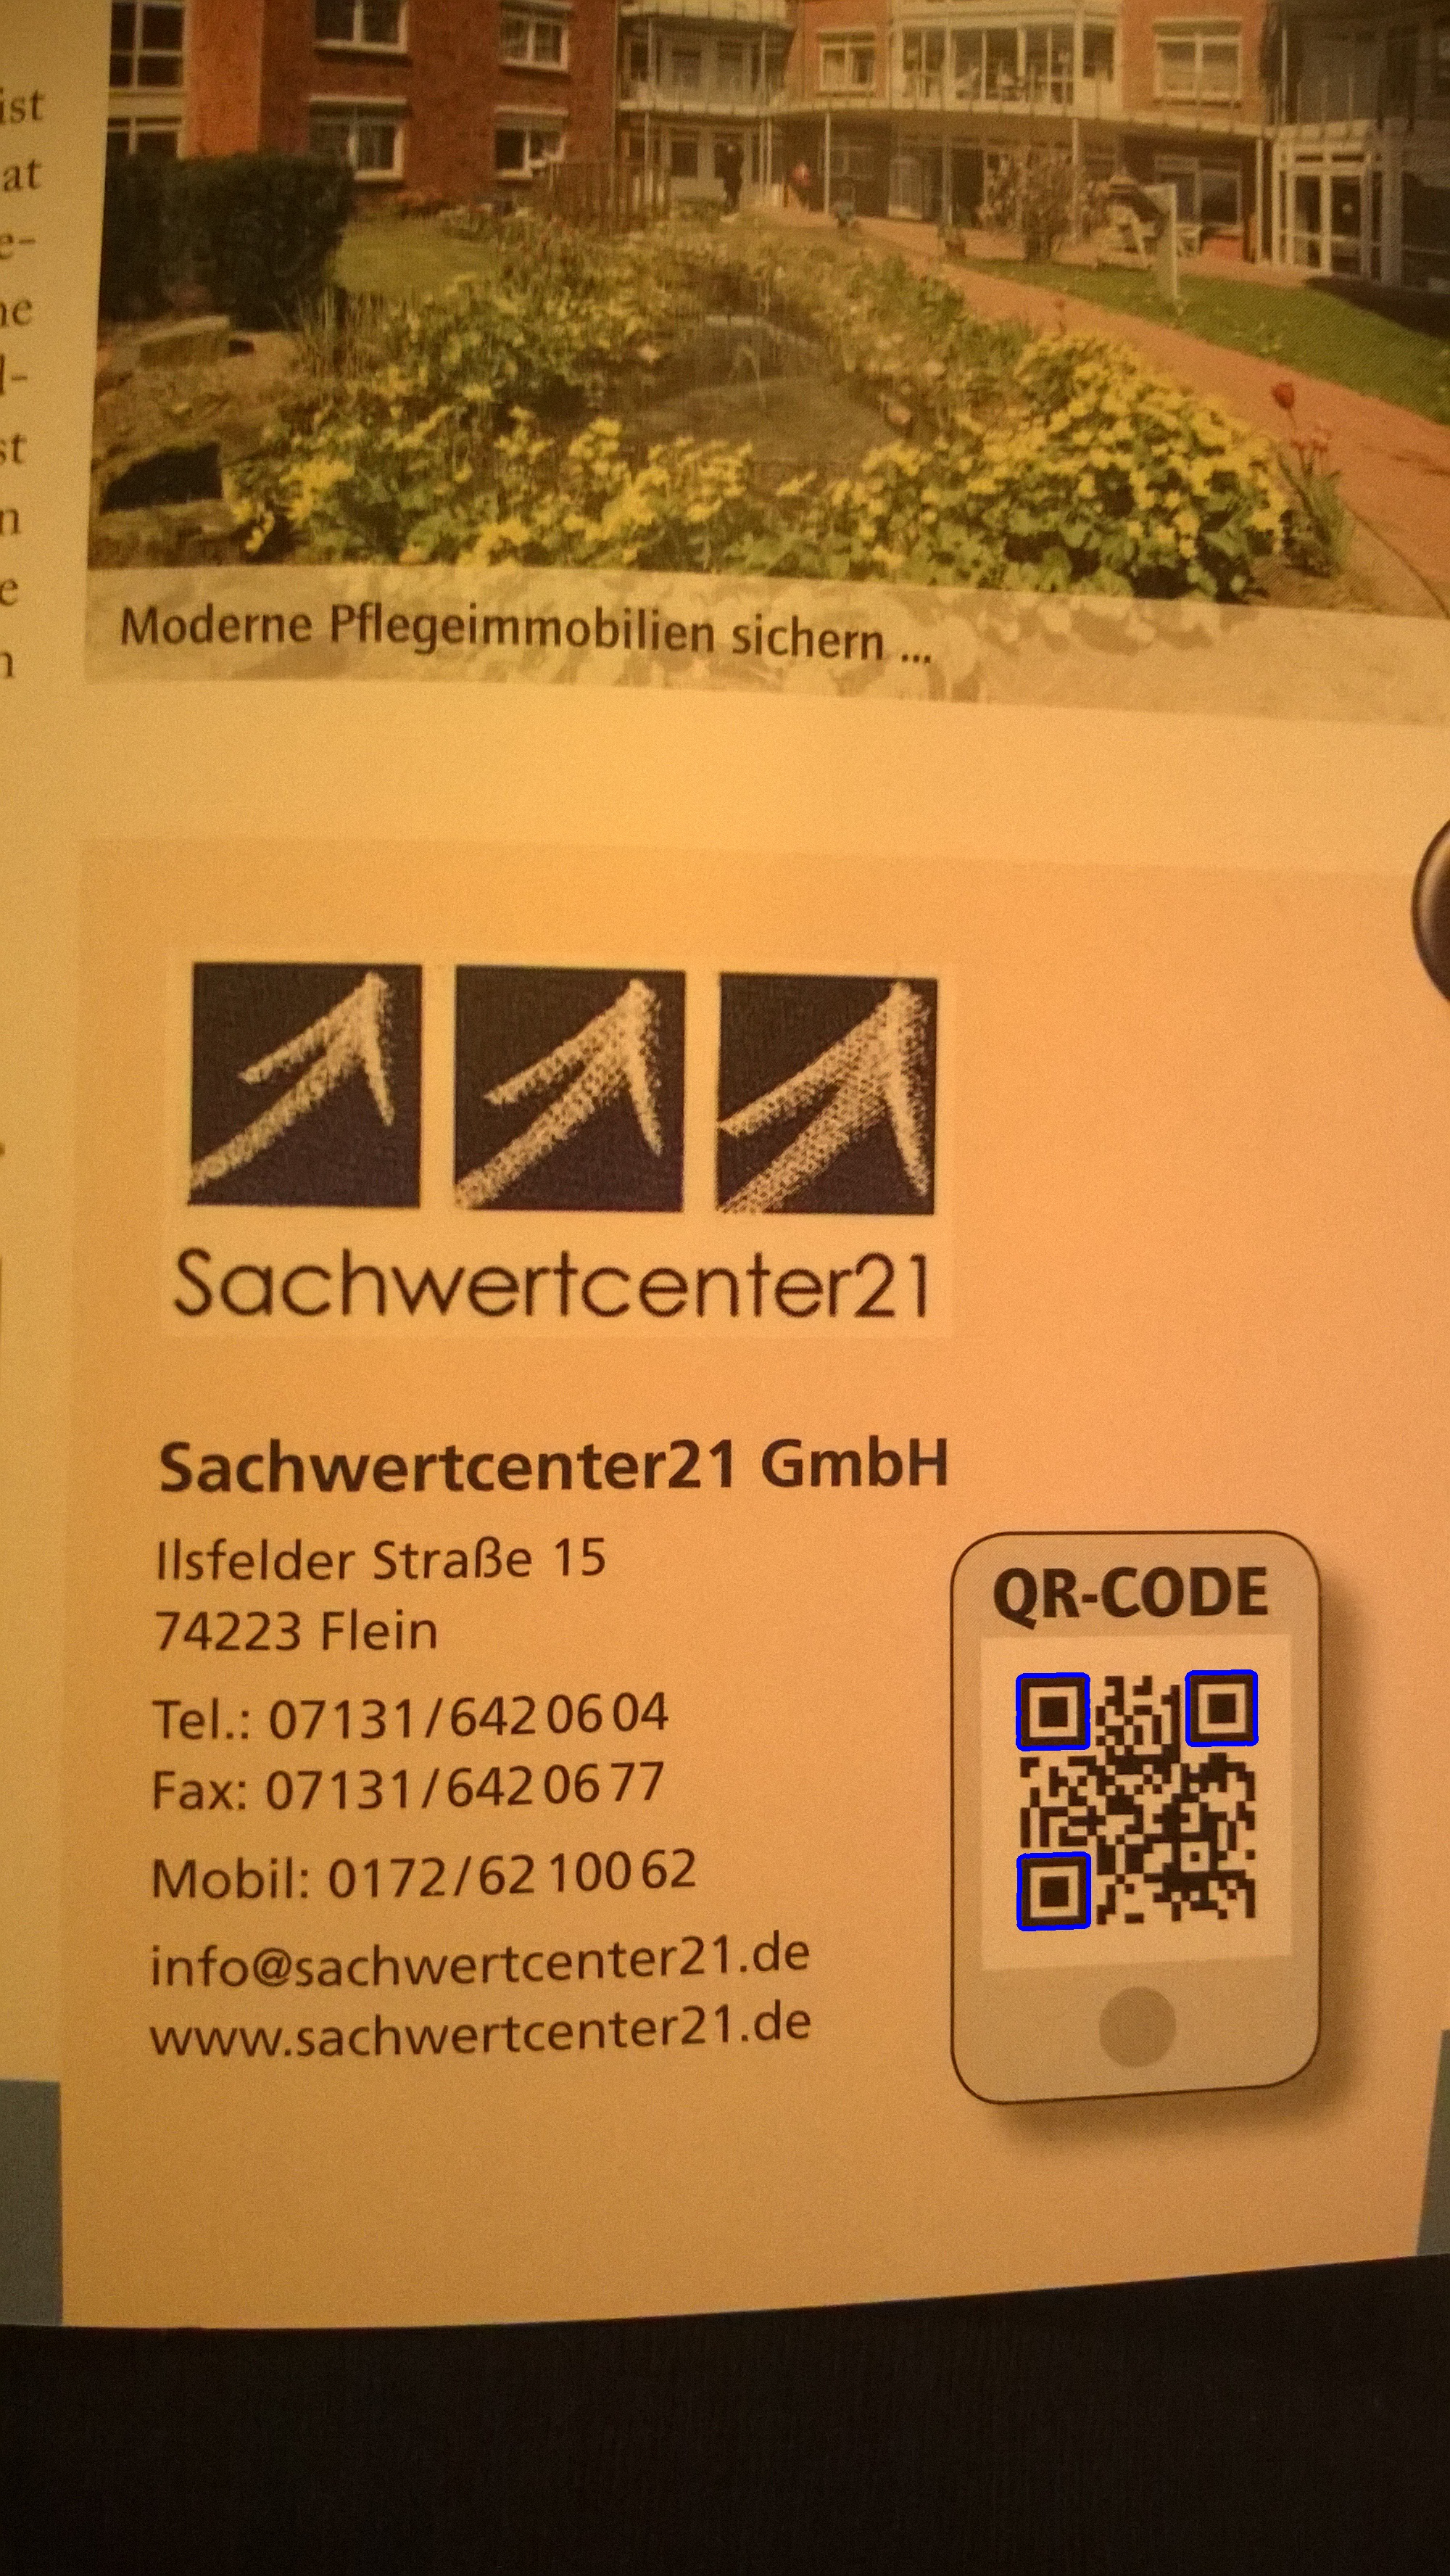 ist
at
e-
ne
l-
st
n
e
n
Moderne Pflegeimmobilien sichern ...
Sachwertcenter21
Sachwertcenter21 GmbH
Ilsfelder Straße 15
74223 Flein
Tel.: 07131/6420604
Fax: 07131/6420677
Mobil: 0172/6210062
info@sachwertcenter21.de
www.sachwertcenter21.de
QR-CODE